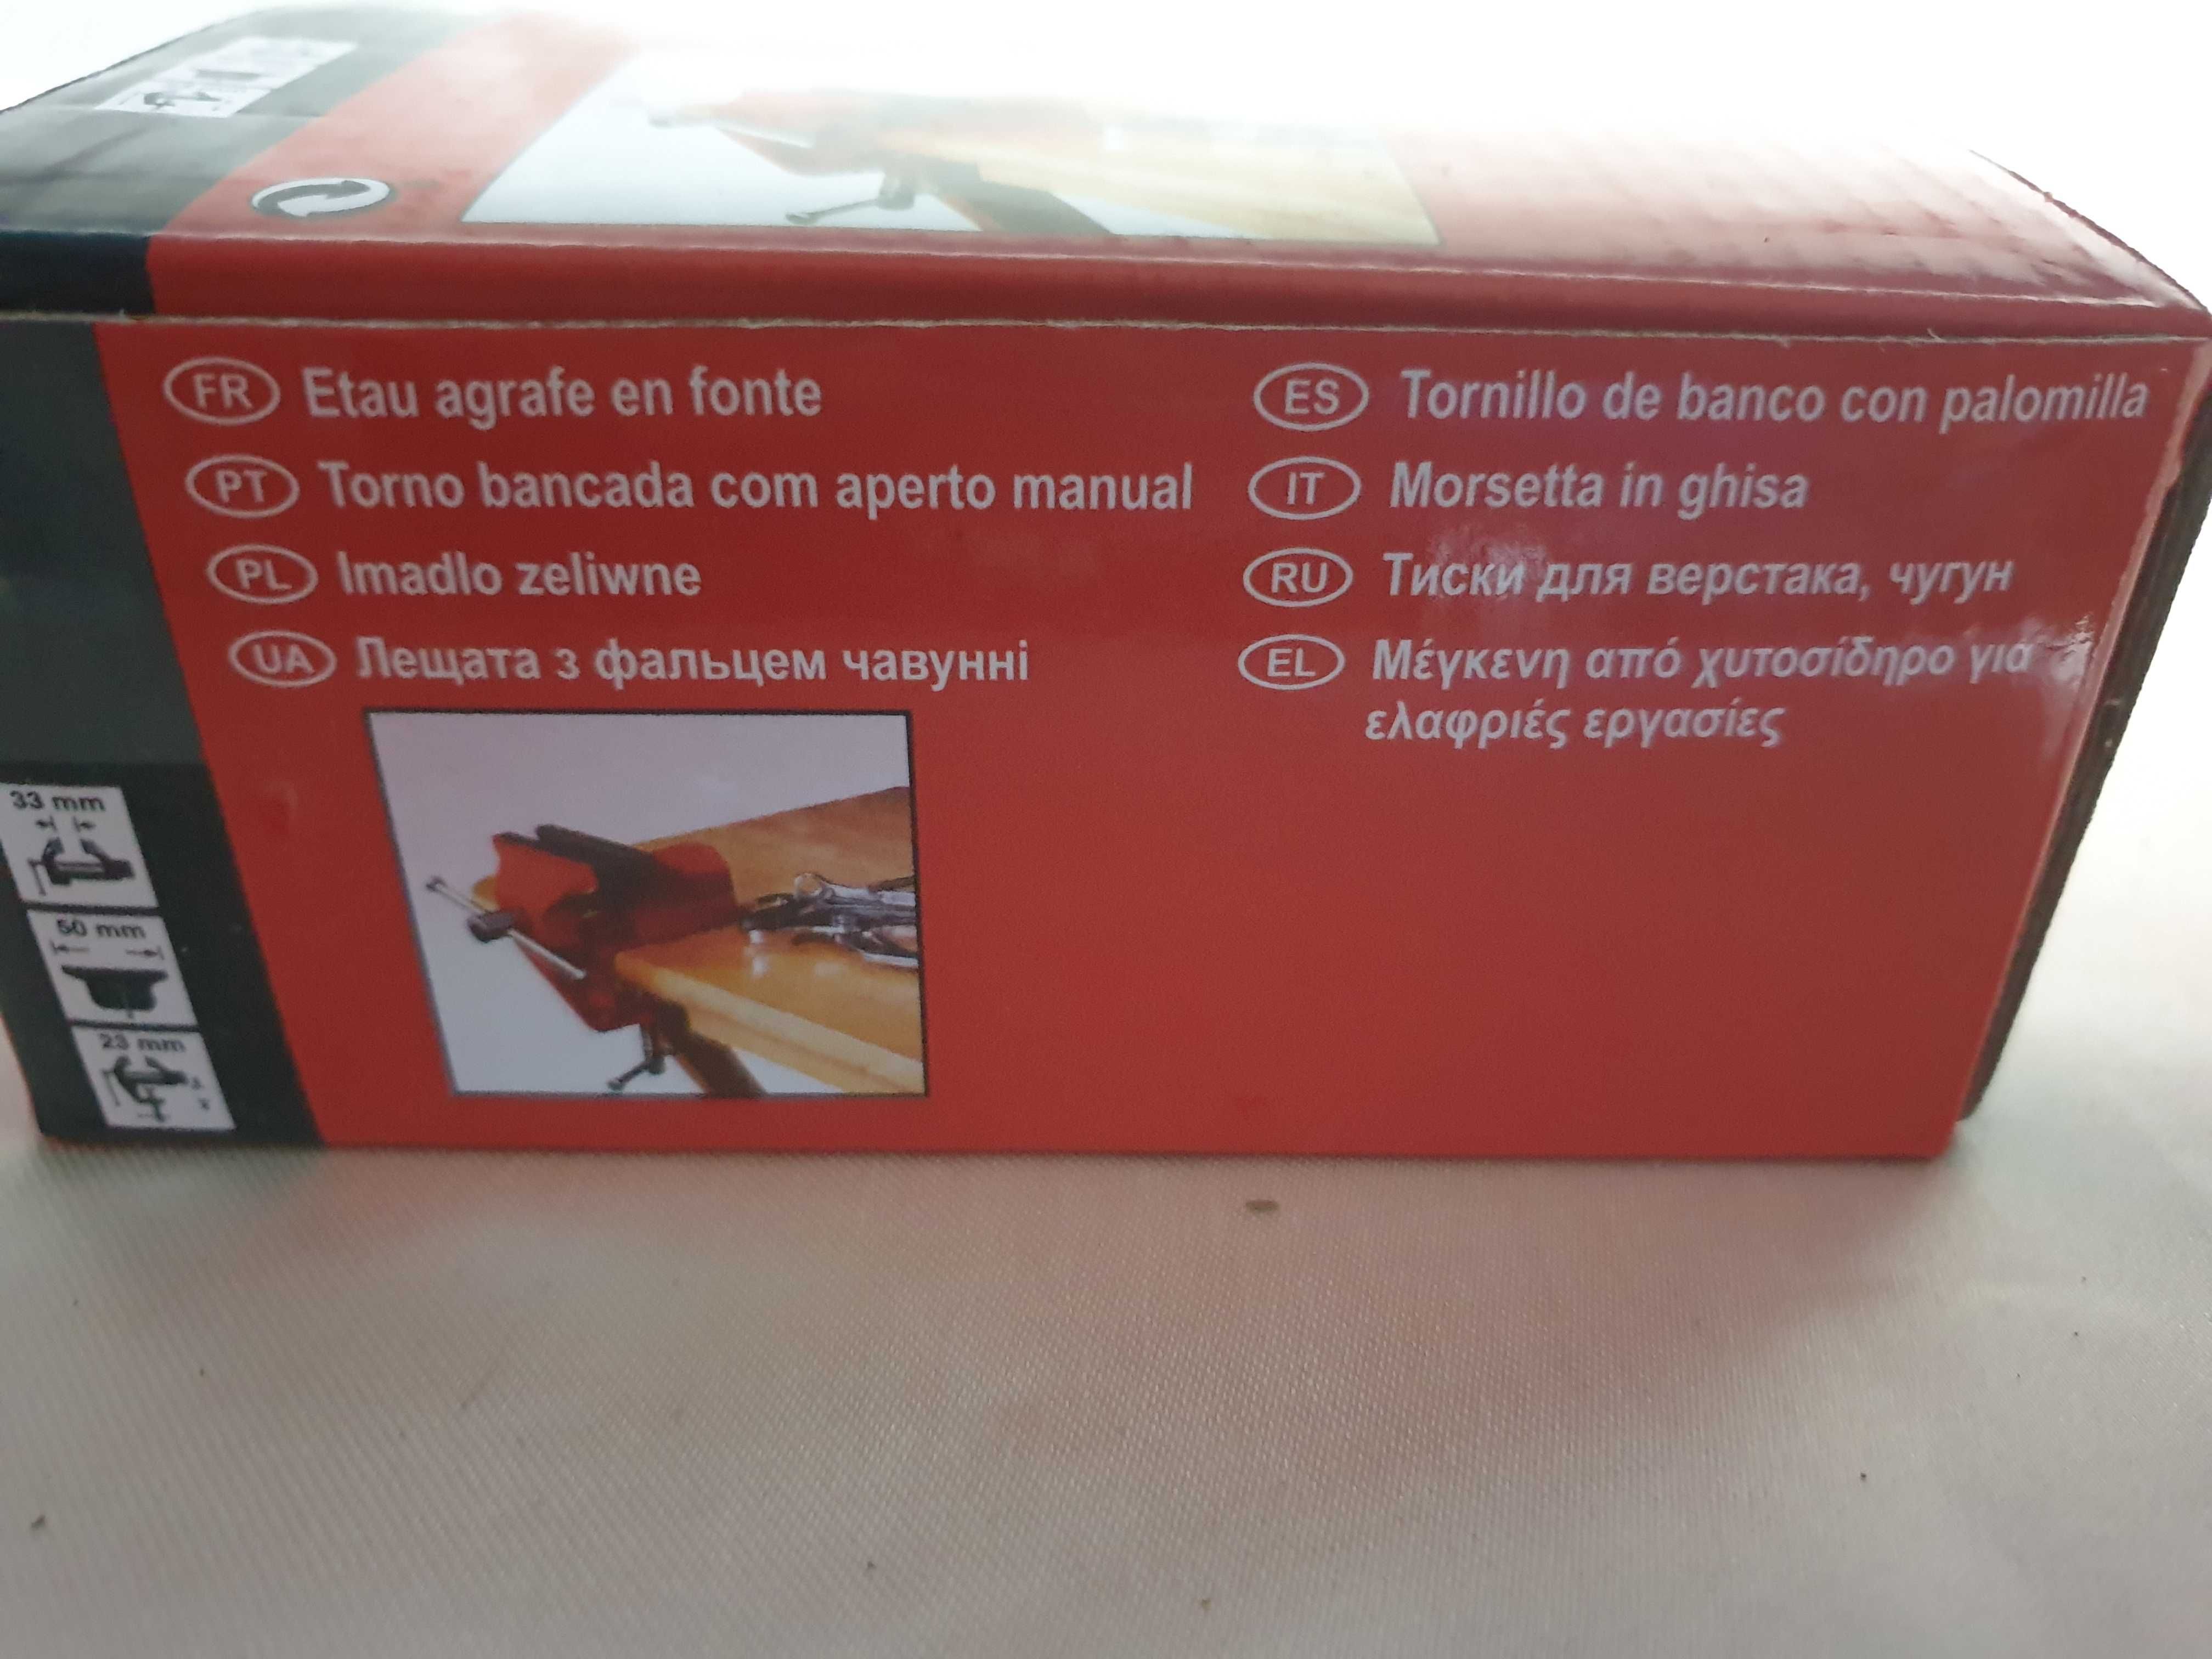 FR Etau agrafe en fonte
PT Torno bancada com aperto manual
PL Imadlo zeliwne
UA Лещата з фальцем чавунні
ES Tornillo de banco con palomilla
IT Morsetta in ghisa
RU Тиски для верстака, чугун
EL Μέγκενη από χυτοσίδηρο για
ελαφριές εργασίες
33 mm
50 mm
23 mm